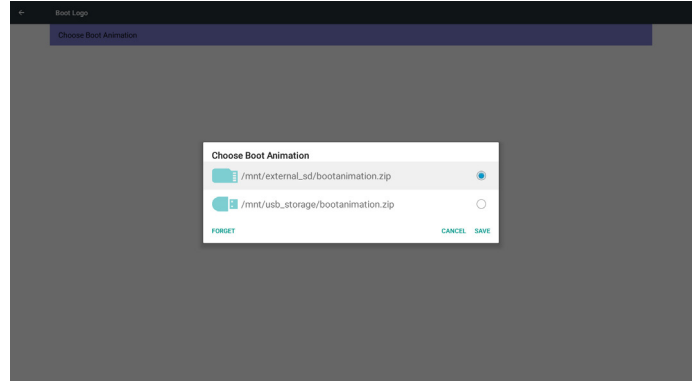 Boot Logo
Choose Boot Animation
Choose Boot Animation
/mnt/external_sd/bootanimation.zip
/mnt/usb_storage/bootanimation.zip
FORGET CANCEL SAVE